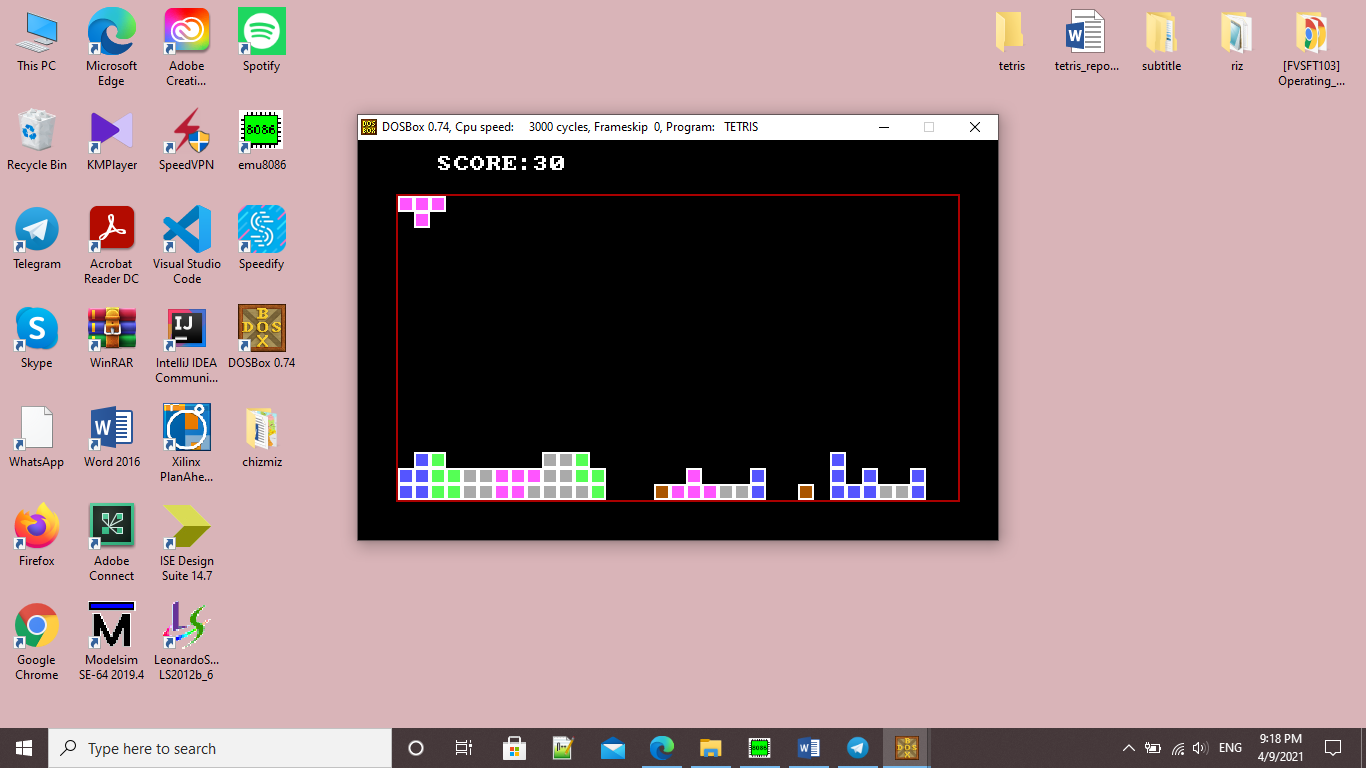 This PC
Microsoft
Edge
Adobe
Creati...
Spotify
tetris
tetris_repo...
subtitle
riz
[FVSFT103]
Operating_...
Recycle Bin
KMPlayer
SpeedVPN
8086
emu8086
DOS
BOX
DOSBox 0.74, Cpu speed: 3000 cycles, Frameskip 0, Program: TETRIS
SCORE:30
Telegram
Acrobat
Reader DC
Visual Studio
Code
Speedify
Skype
WinRAR
IJ
IntelliJ IDEA
Communi...
DOSBox 0.74
WhatsApp
W
Word 2016
Xilinx
PlanAhe...
chizmiz
Firefox
Adobe
Connect
ISE Design
Suite 14.7
Google
Chrome
M
Modelsim
SE-64 2019.4
LS
LeonardoS...
LS2012b_6
Type here to search
8086
ENG
9:18 PM
4/9/2021